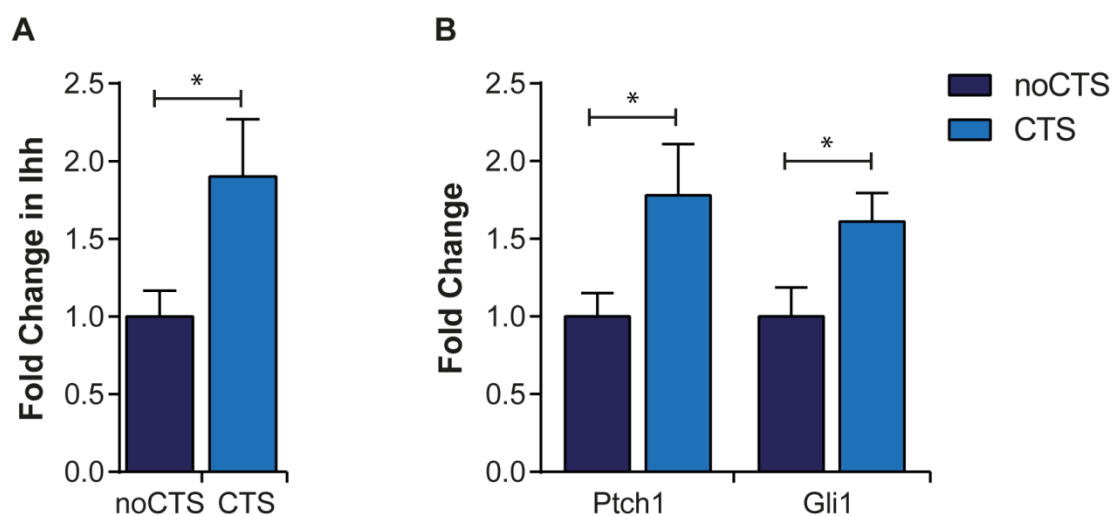 A
Fold Change in Ihh
2.5
2.0
1.5
1.0
0.5
0.0
*
noCTS CTS
B
Fold Change
2.5
2.0
1.5
1.0
0.5
0.0
*
*
Ptch1 Gli1
noCTS
CTS